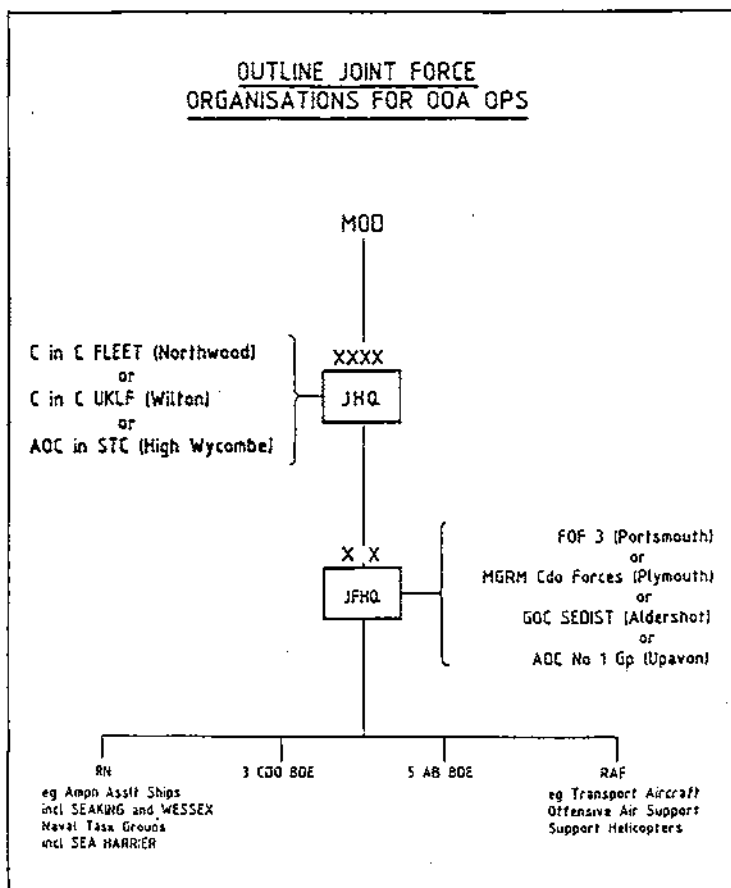 OUTLINE JOINT FORCE
ORGANISATIONS FOR OOA OPS
MOD
C in C FLEET (Northwood)
or
C in C UKLF (Wilton)
or
AOC in STC (High Wycombe)
XXXX
JHQ
X X
JFHQ
FOF 3 (Portsmouth)
or
MGRM Cdo Forces (Plymouth)
or
GOC SEDIST (Aldershot)
or
AOC No 1 Gp (Upavon)
RN
eg Amph Asslt Ships
incl SEAKING and WESSEX
Naval Task Groups
incl SEA HARRIER
3 CDO BDE
5 AB BDE
RAF
eg Transport Aircraft
Offensive Air Support
Support Helicopters